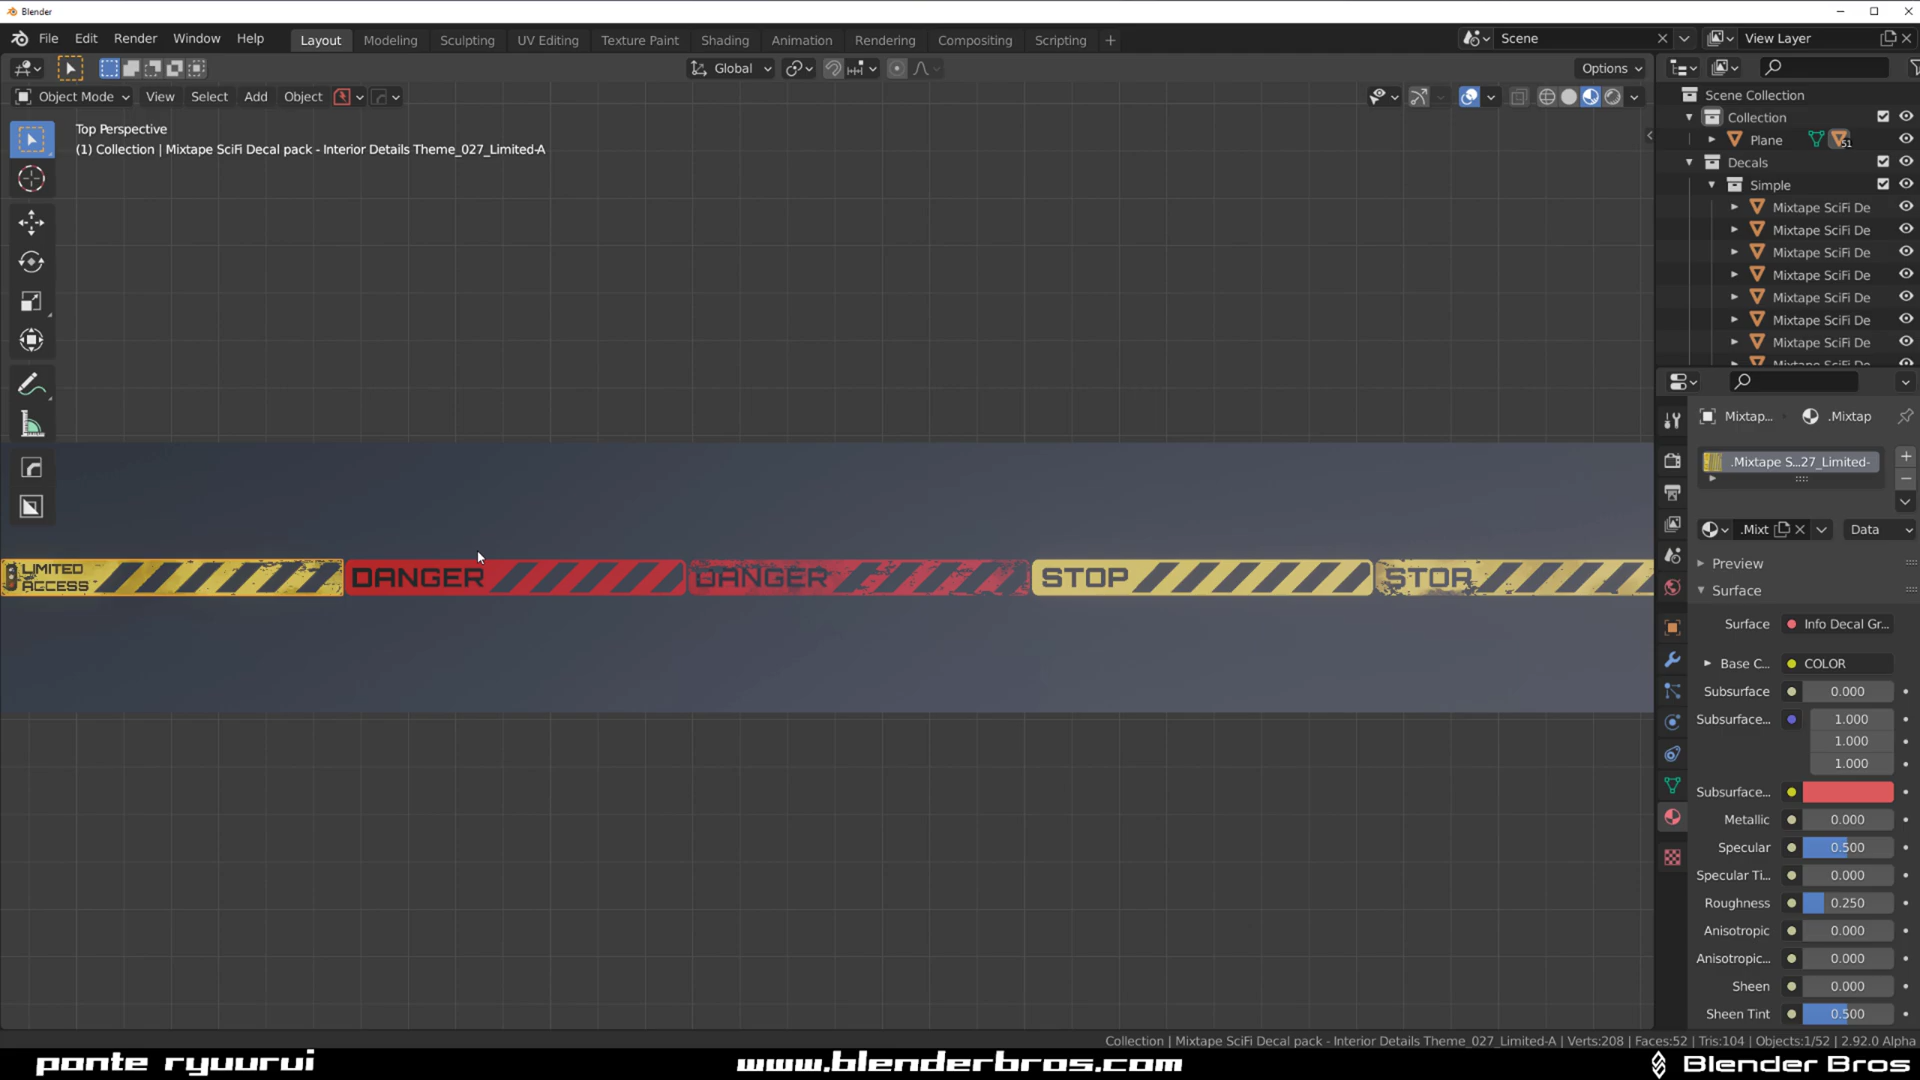 Blender
File Edit Render Window Help Layout Modeling Sculpting UV Editing Texture Paint Shading Animation Rendering Compositing Scripting + Scene View Layer
Global Options
Object Mode View Select Add Object
Top Perspective
(1) Collection | Mixtape SciFi Decal pack - Interior Details Theme_027_Limited-A
Scene Collection
Collection
Plane 51
Decals
Simple
Mixtape SciFi De
Mixtape SciFi De
Mixtape SciFi De
Mixtape SciFi De
Mixtape SciFi De
Mixtape SciFi De
Mixtape SciFi De
Mixtape SciFi De
Mixtap... .Mixtap
.Mixtape S...27_Limited-
.Mixt Data
Preview
Surface
Surface Info Decal Gr...
Base C... COLOR
Subsurface 0.000
Subsurface... 1.000
1.000
1.000
Subsurface...
Metallic 0.000
Specular 0.500
Specular Ti... 0.000
Roughness 0.250
Anisotropic 0.000
Anisotropic... 0.000
Sheen 0.000
Sheen Tint 0.500
LIMITED
ACCESS
DANGER
DANGER
STOP
STOP
Collection | Mixtape SciFi Decal pack - Interior Details Theme_027_Limited-A | Verts:208 | Faces:52 | Tris:104 | Objects:1/52 | 2.92.0 Alpha
ponte ryuurui
www.blenderbros.com
Blender Bros